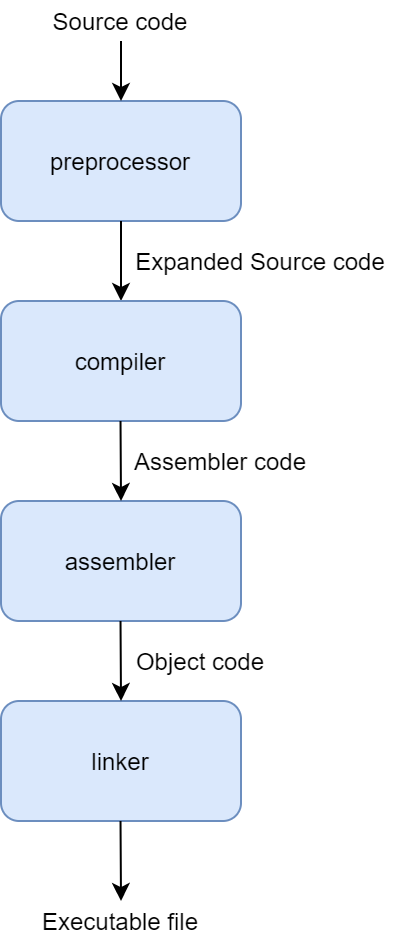 Source code
preprocessor
Expanded Source code
compiler
Assembler code
assembler
Object code
linker
Executable file